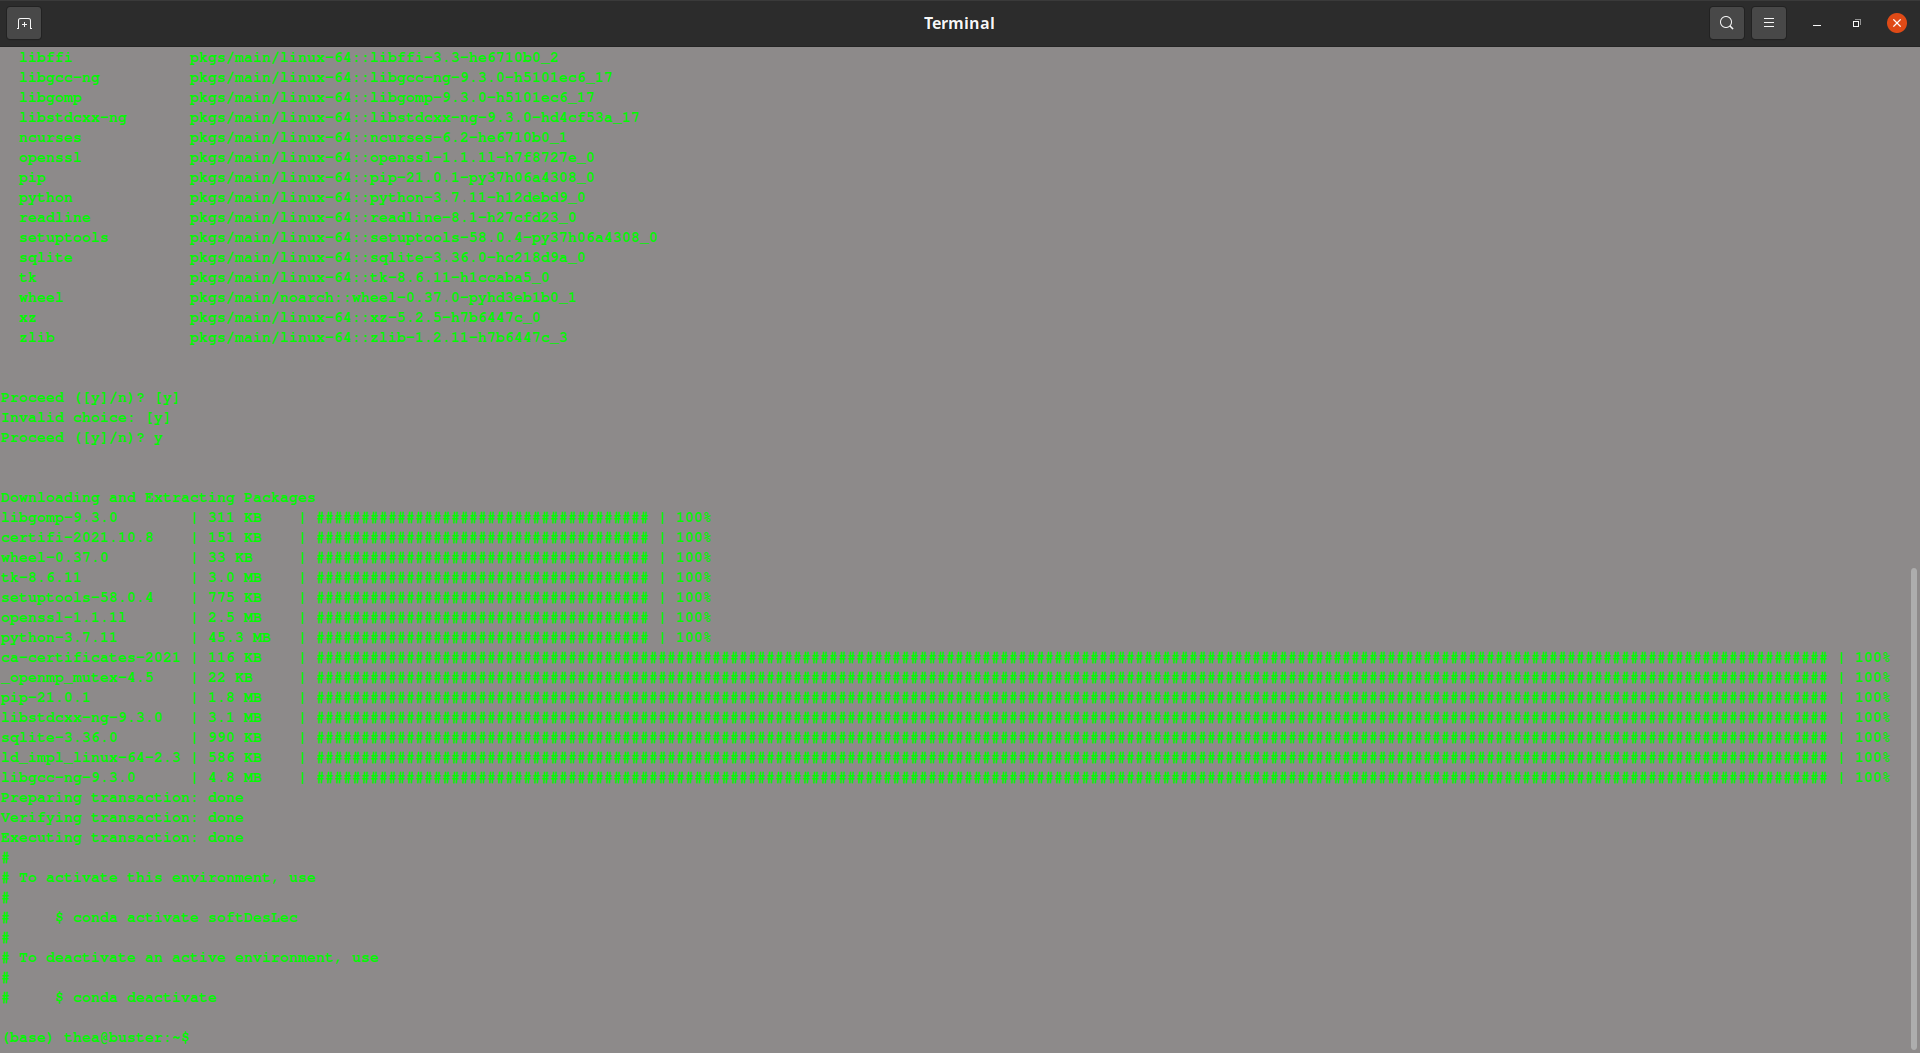 Terminal
libffi pkgs/main/linux-64::libffi-3.3-he6710b0_2
libgcc-ng pkgs/main/linux-64::libgcc-ng-9.3.0-h5101ec6_17
libgomp pkgs/main/linux-64::libgomp-9.3.0-h5101ec6_17
libstdcxx-ng pkgs/main/linux-64::libstdcxx-ng-9.3.0-hd4cf53a_17
ncurses pkgs/main/linux-64::ncurses-6.2-he6710b0_1
openssl pkgs/main/linux-64::openssl-1.1.1l-h7f8727e_0
pip pkgs/main/linux-64::pip-21.0.1-py37h06a4308_0
python pkgs/main/linux-64::python-3.7.11-h12debd9_0
readline pkgs/main/linux-64::readline-8.1-h27cfd23_0
setuptools pkgs/main/linux-64::setuptools-58.0.4-py37h06a4308_0
sqlite pkgs/main/linux-64::sqlite-3.36.0-hc218d9a_0
tk pkgs/main/linux-64::tk-8.6.11-h1ccaba5_0
wheel pkgs/main/noarch::wheel-0.37.0-pyhd3eb1b0_1
xz pkgs/main/linux-64::xz-5.2.5-h7b6447c_0
zlib pkgs/main/linux-64::zlib-1.2.11-h7b6447c_3
Proceed ([y]/n)? [y]
Invalid choice: [y]
Proceed ([y]/n)? y
Downloading and Extracting Packages
libgomp-9.3.0 | 311 KB | ##################################### | 100%
certifi-2021.10.8 | 151 KB | ##################################### | 100%
wheel-0.37.0 | 33 KB | ##################################### | 100%
tk-8.6.11 | 3.0 MB | ##################################### | 100%
setuptools-58.0.4 | 775 KB | ##################################### | 100%
openssl-1.1.1l | 2.5 MB | ##################################### | 100%
python-3.7.11 | 45.3 MB | ##################################### | 100%
ca-certificates-2021 | 116 KB | 100%
_openmp_mutex-4.5 | 22 KB | 100%
pip-21.0.1 | 1.8 MB | 100%
libstdcxx-ng-9.3.0 | 3.1 MB | 100%
sqlite-3.36.0 | 990 KB | 100%
ld_impl_linux-64-2.3 | 586 KB | 100%
libgcc-ng-9.3.0 | 4.8 MB | 100%
Preparing transaction: done
Verifying transaction: done
Executing transaction: done
#
# To activate this environment, use
#
# $ conda activate
#
# To deactivate an active environment, use
#
# $ conda deactivate
(base) :~$